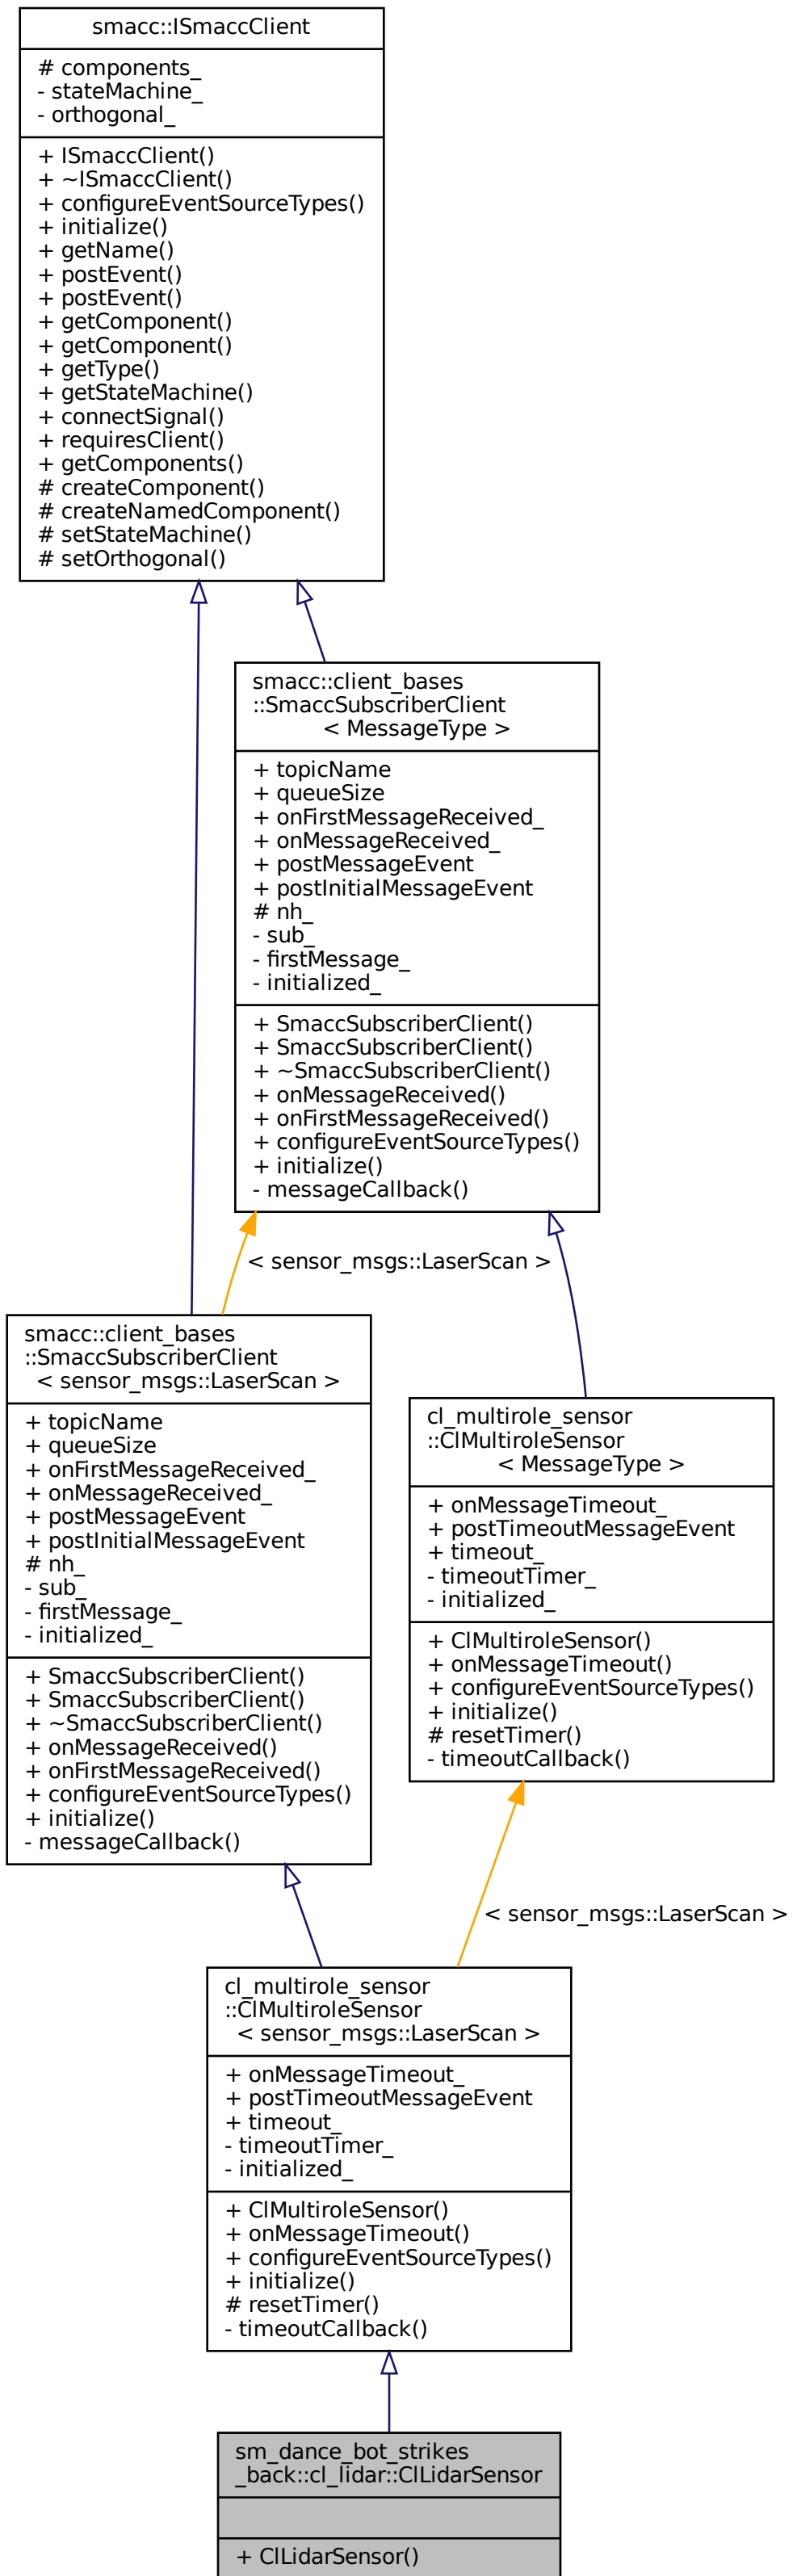 smacc::ISmaccClient
# components_
- stateMachine_
- orthogonal_
+ ISmaccClient()
+ ~ISmaccClient()
+ configureEventSourceTypes()
+ initialize()
+ getName()
+ postEvent()
+ postEvent()
+ getComponent()
+ getComponent()
+ getType()
+ getStateMachine()
+ connectSignal()
+ requiresClient()
+ getComponents()
# createComponent()
# createNamedComponent()
# setStateMachine()
# setOrthogonal()
smacc::client_bases
::SmaccSubscriberClient
< MessageType >
+ topicName
+ queueSize
+ onFirstMessageReceived_
+ onMessageReceived_
+ postMessageEvent
+ postInitialMessageEvent
# nh_
- sub_
- firstMessage_
- initialized_
+ SmaccSubscriberClient()
+ SmaccSubscriberClient()
+ ~SmaccSubscriberClient()
+ onMessageReceived()
+ onFirstMessageReceived()
+ configureEventSourceTypes()
+ initialize()
- messageCallback()
< sensor_msgs::LaserScan >
smacc::client_bases
::SmaccSubscriberClient
< sensor_msgs::LaserScan >
+ topicName
+ queueSize
+ onFirstMessageReceived_
+ onMessageReceived_
+ postMessageEvent
+ postInitialMessageEvent
# nh_
- sub_
- firstMessage_
- initialized_
+ SmaccSubscriberClient()
+ SmaccSubscriberClient()
+ ~SmaccSubscriberClient()
+ onMessageReceived()
+ onFirstMessageReceived()
+ configureEventSourceTypes()
+ initialize()
- messageCallback()
cl_multirole_sensor
::ClMultiroleSensor
< MessageType >
+ onMessageTimeout_
+ postTimeoutMessageEvent
+ timeout_
- timeoutTimer_
- initialized_
+ ClMultiroleSensor()
+ onMessageTimeout()
+ configureEventSourceTypes()
+ initialize()
# resetTimer()
- timeoutCallback()
< sensor_msgs::LaserScan >
cl_multirole_sensor
::ClMultiroleSensor
< sensor_msgs::LaserScan >
+ onMessageTimeout_
+ postTimeoutMessageEvent
+ timeout_
- timeoutTimer_
- initialized_
+ ClMultiroleSensor()
+ onMessageTimeout()
+ configureEventSourceTypes()
+ initialize()
# resetTimer()
- timeoutCallback()
sm_dance_bot_strikes
_back::cl_lidar::ClLidarSensor
+ ClLidarSensor()